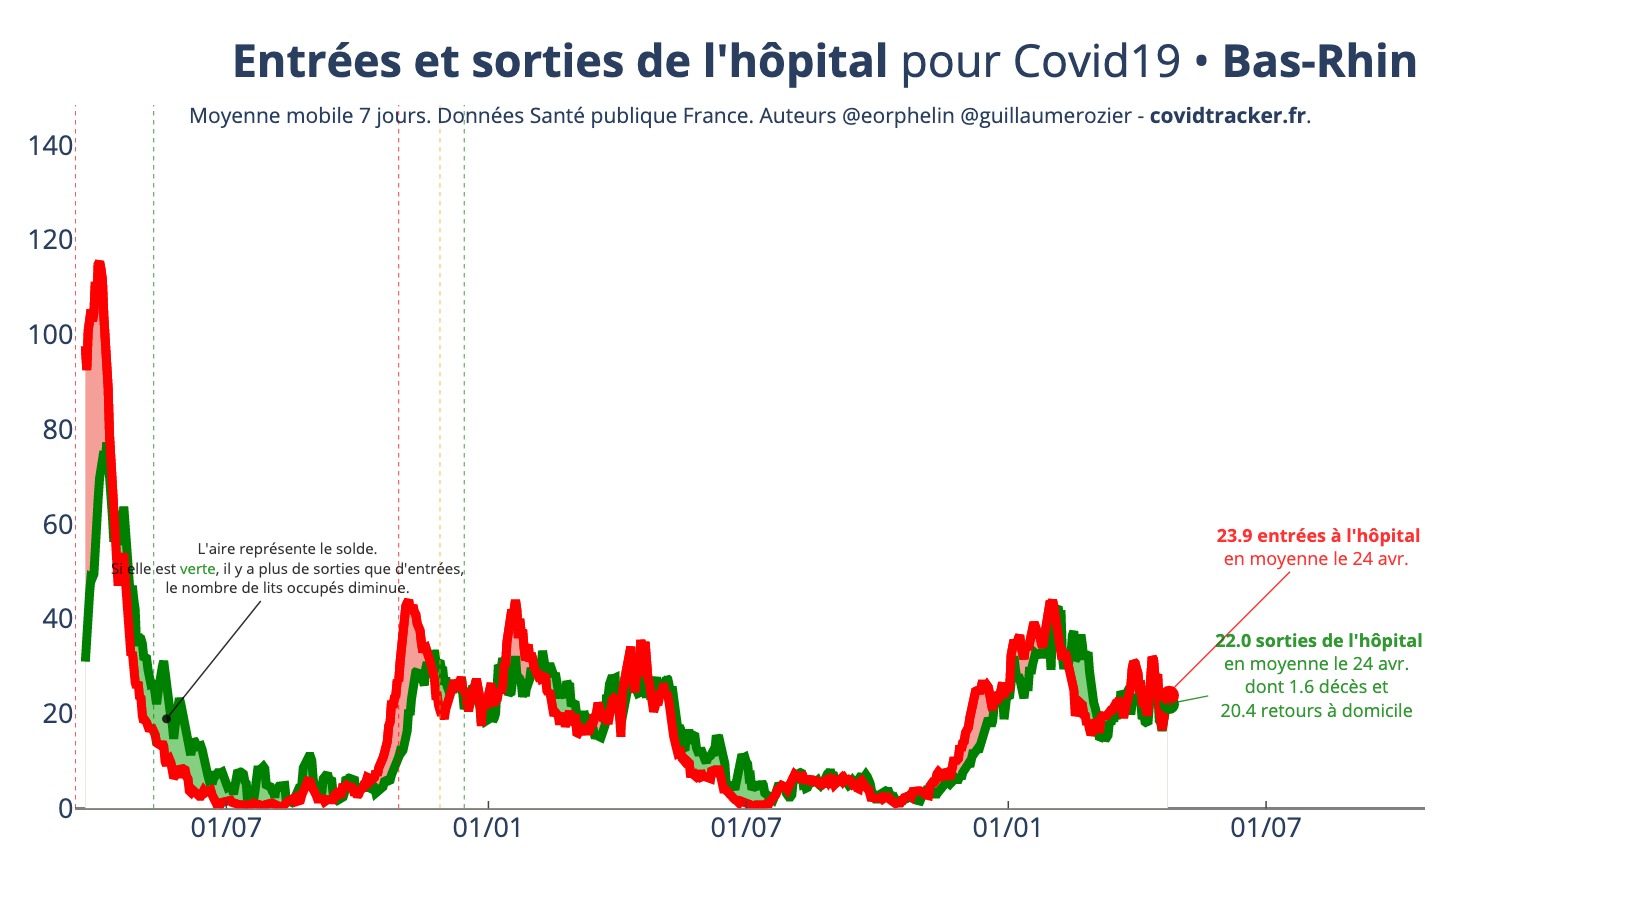 Entrées et sorties de l'hôpital pour Covid19 • Bas-Rhin
Moyenne mobile 7 jours. Données Santé publique France. Auteurs @eorphelin @guillaumerozier - covidtracker.fr.
140
120
100
80
60
40
20
0
L'aire représente le solde.
Si elle est verte, il y a plus de sorties que d'entrées,
le nombre de lits occupés diminue.
23.9 entrées à l'hôpital
en moyenne le 24 avr.
22.0 sorties de l'hôpital
en moyenne le 24 avr.
dont 1.6 décès et
20.4 retours à domicile
01/07
01/01
01/07
01/01
01/07